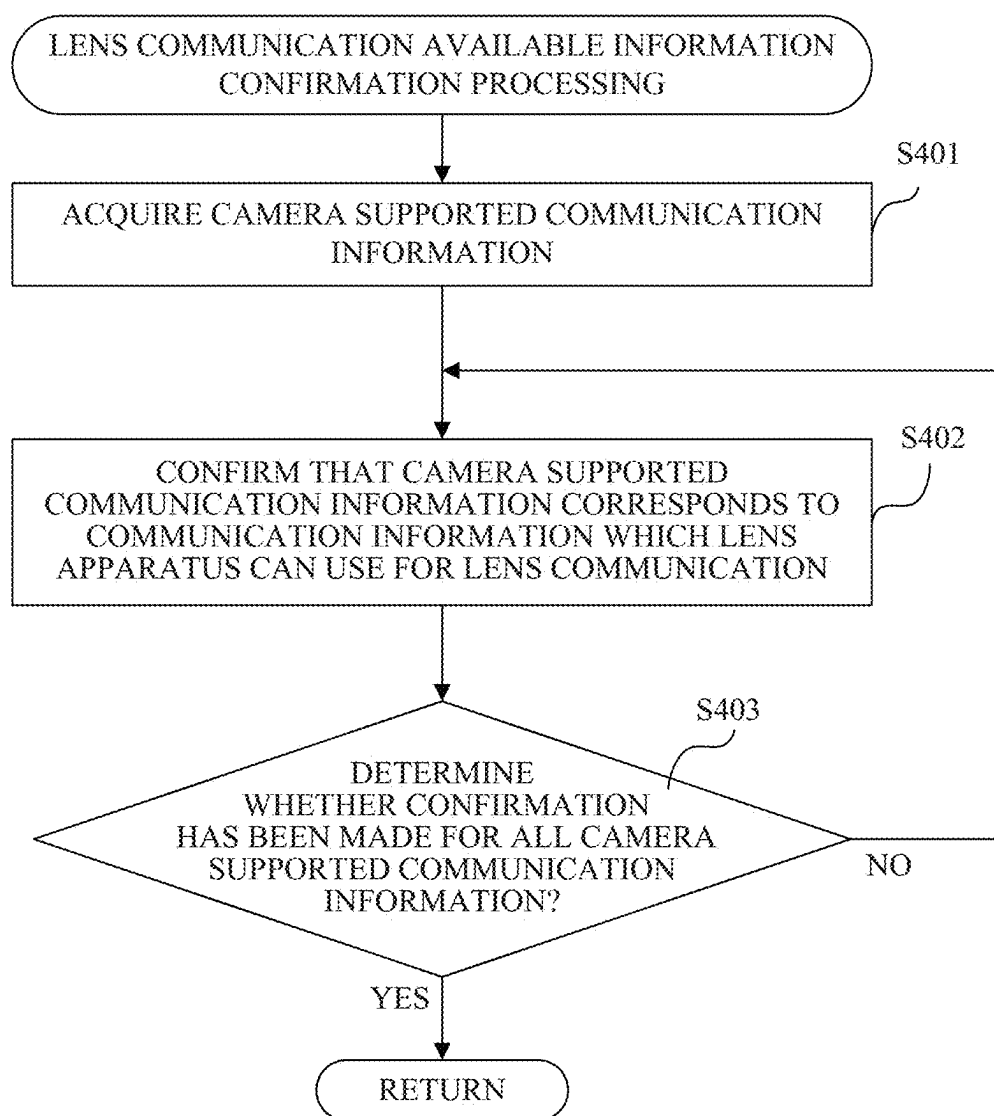 LENS COMMUNICATION AVAILABLE INFORMATION
CONFIRMATION PROCESSING
S401
ACQUIRE CAMERA SUPPORTED COMMUNICATION
INFORMATION
S402
CONFIRM THAT CAMERA SUPPORTED
COMMUNICATION INFORMATION CORRESPONDS TO
COMMUNICATION INFORMATION WHICH LENS
APPARATUS CAN USE FOR LENS COMMUNICATION
S403
DETERMINE
WHETHER CONFIRMATION
HAS BEEN MADE FOR ALL CAMERA
SUPPORTED COMMUNICATION
INFORMATION?
NO
YES
RETURN